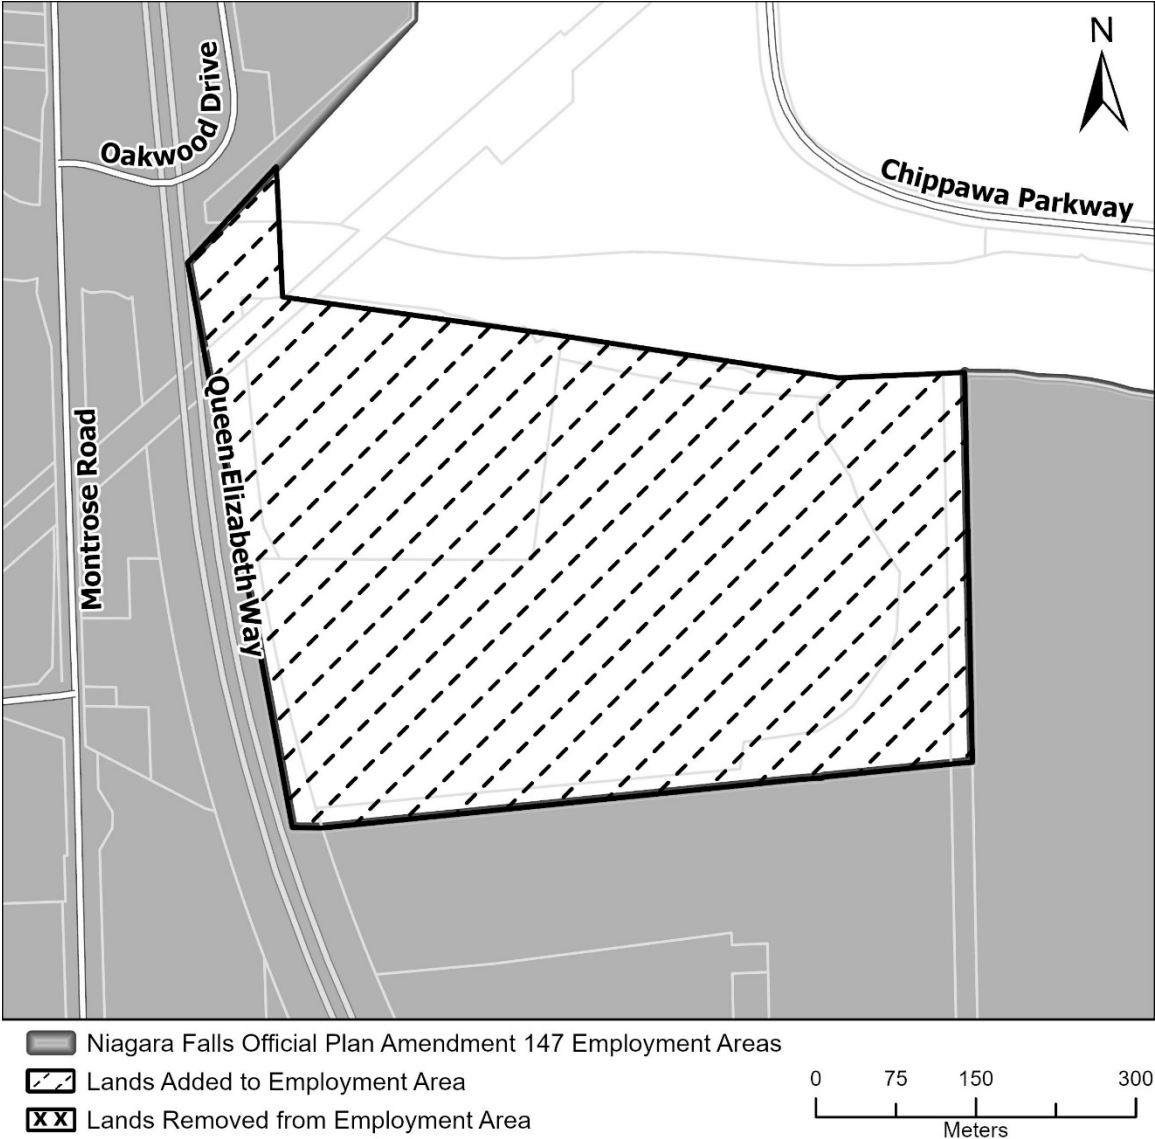 N
Oakwood Drive
Chippawa Parkway
Queen Elizabeth Way
Montrose Road
Niagara Falls Official Plan Amendment 147 Employment Areas
Lands Added to Employment Area
XX Lands Removed from Employment Area
0 75 150 300
Meters